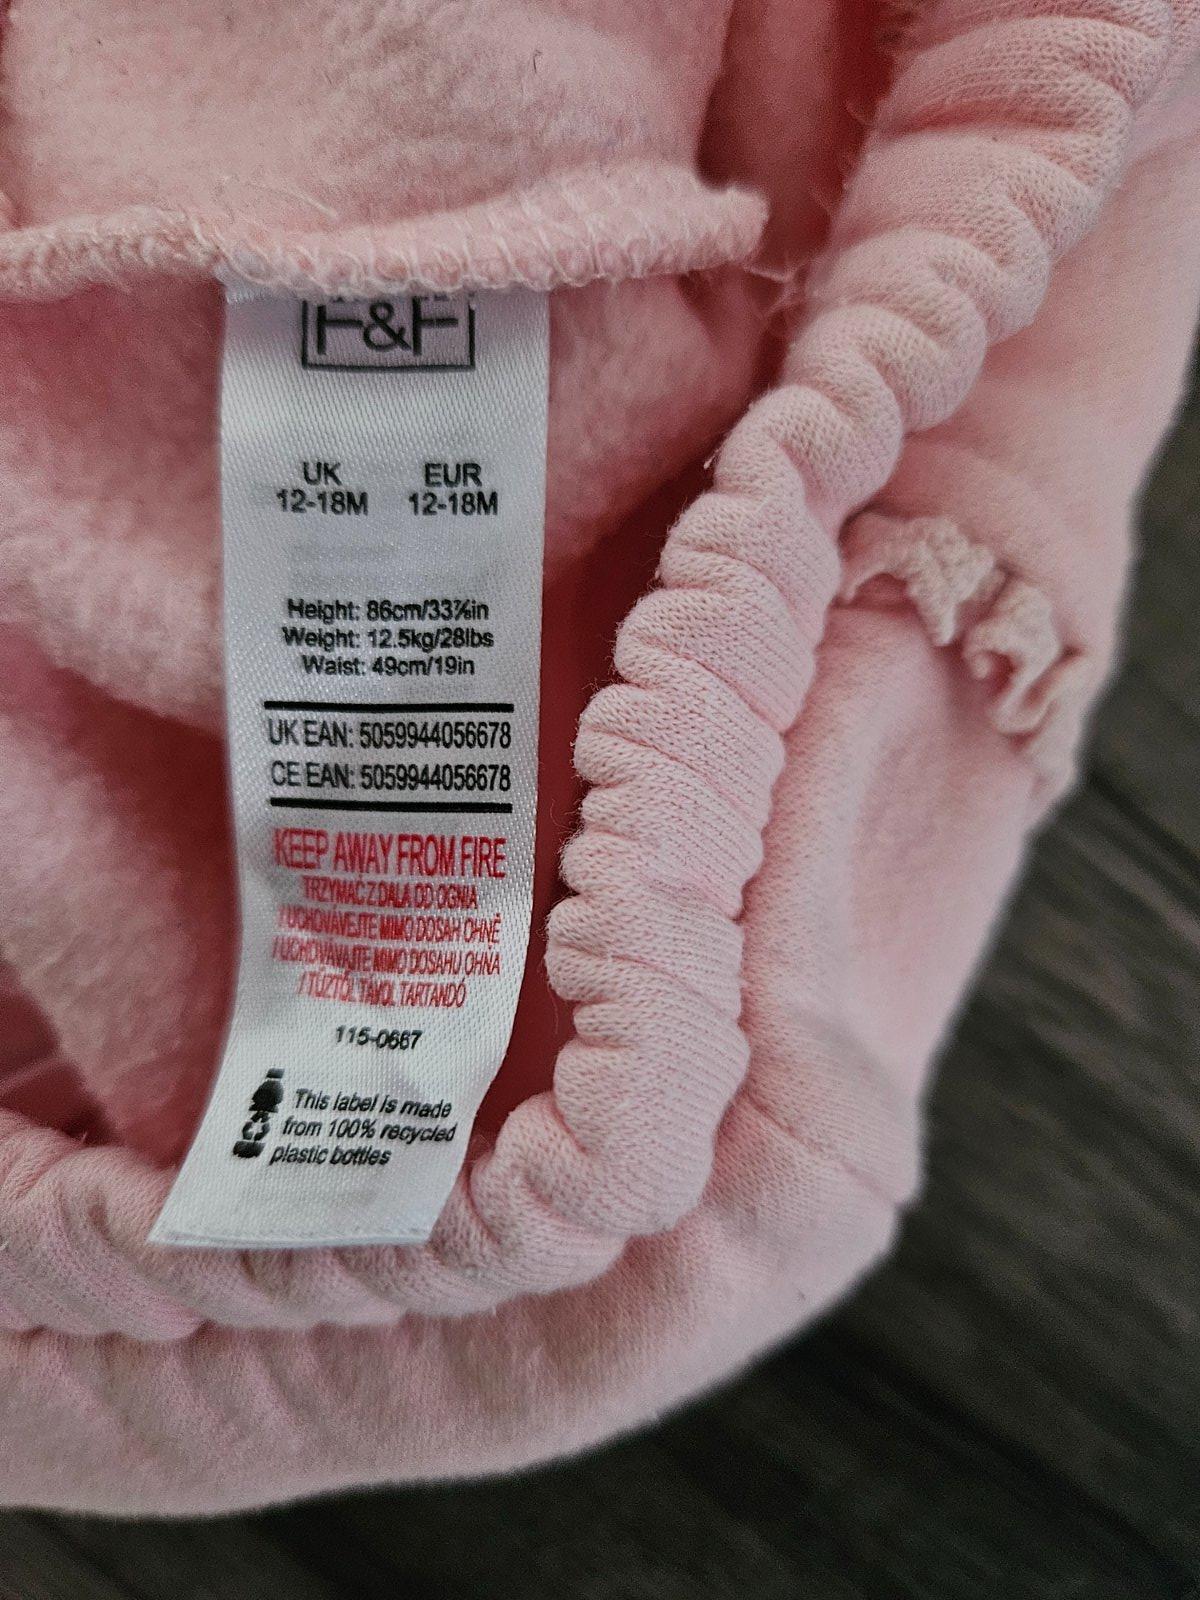 F&F
UK EUR
12-18M 12-18M
Height: 86cm/33⅞in
Weight: 12.5kg/28lbs
Waist: 49cm/19in
UK EAN: 5059944056678
CE EAN: 5059944056678
KEEP AWAY FROM FIRE
TRZYMAĆ Z DALA OD OGNIA
/ UCHOVÁVEJTE MIMO DOSAH OHNĚ
/ UCHOVÁVAJTE MIMO DOSAHU OHŇA
/ TŰZTŐL TÁVOL TARTANDÓ
115-0667
This label is made
from 100% recycled
plastic bottles